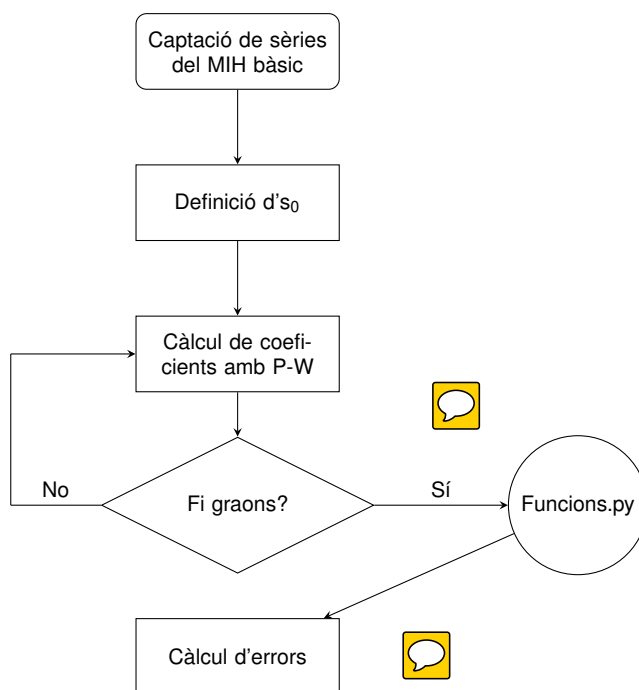 Captació de sèries
del MIH bàsic
Definició d's₀
Càlcul de coefi-
cients amb P-W
No
Fi graons?
Sí
Funcions.py
Càlcul d'errors